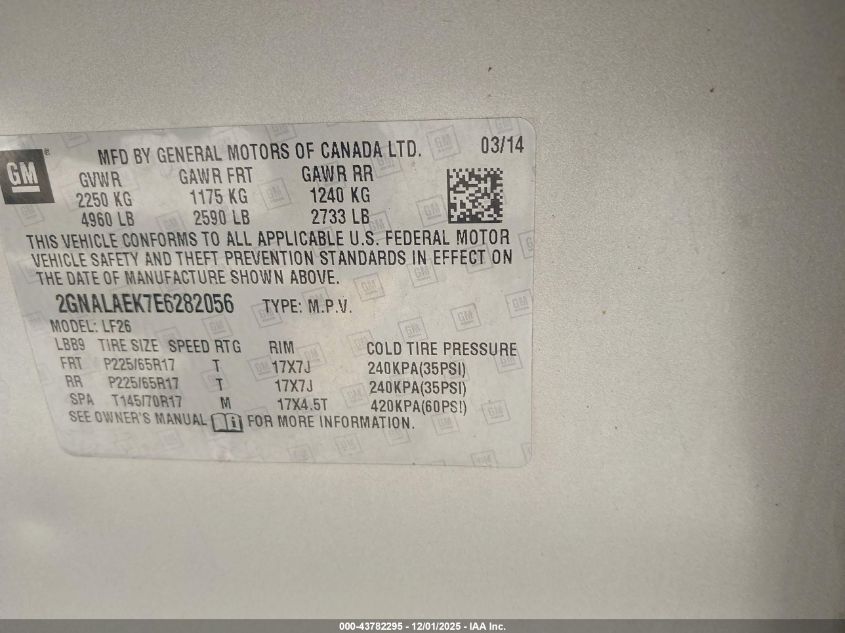 GM
MFD BY GENERAL MOTORS OF CANADA LTD. 03/14
GVWR GAWR FRT GAWR RR
2250 KG 1175 KG 1240 KG
4960 LB 2590 LB 2733 LB
THIS VEHICLE CONFORMS TO ALL APPLICABLE U.S. FEDERAL MOTOR
VEHICLE SAFETY AND THEFT PREVENTION STANDARDS IN EFFECT ON
THE DATE OF MANUFACTURE SHOWN ABOVE.
2GNALAEK7E6282056 TYPE: M.P.V.
MODEL: LF26
LBB9 TIRE SIZE SPEED RTG RIM COLD TIRE PRESSURE
FRT P225/65R17 T 17X7J 240KPA(35PSI)
RR P225/65R17 T 17X7J 240KPA(35PSI)
SPA T145/70R17 M 17X4.5T 420KPA(60PSI)
SEE OWNER'S MANUAL FOR MORE INFORMATION.
000-43782295 - 12/01/2025 - IAA Inc.